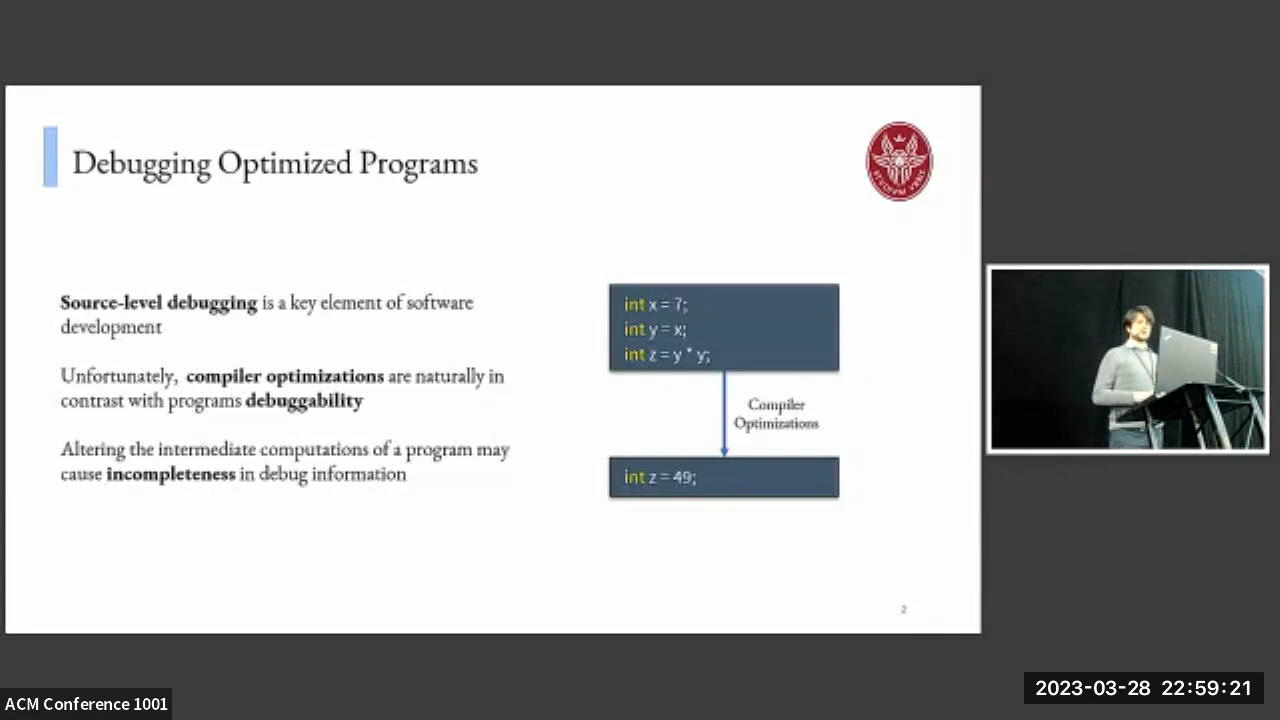 Debugging Optimized Programs
Source-level debugging is a key element of software
development
Unfortunately, compiler optimizations are naturally in
contrast with programs debuggability
Altering the intermediate computations of a program may
cause incompleteness in debug information
int x = 7;
int y = x;
int z = y * y;
Compiler
Optimizations
int z = 49;
2
ACM Conference 1001
2023-03-28 22:59:21